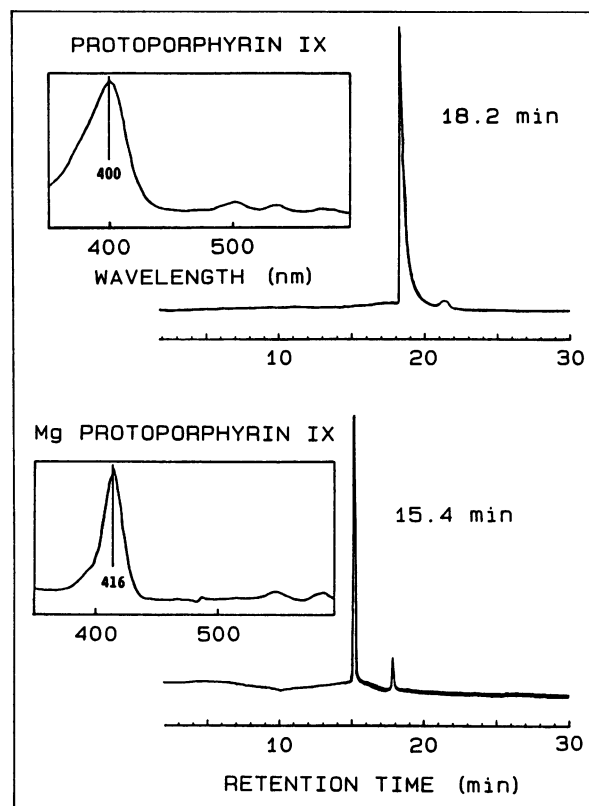 PROTOPORPHYRIN IX
18.2 min
400
400 500
WAVELENGTH (nm)
10 20 30
Mg PROTOPORPHYRIN IX
15.4 min
416
400 500
10 20 30
RETENTION TIME (min)